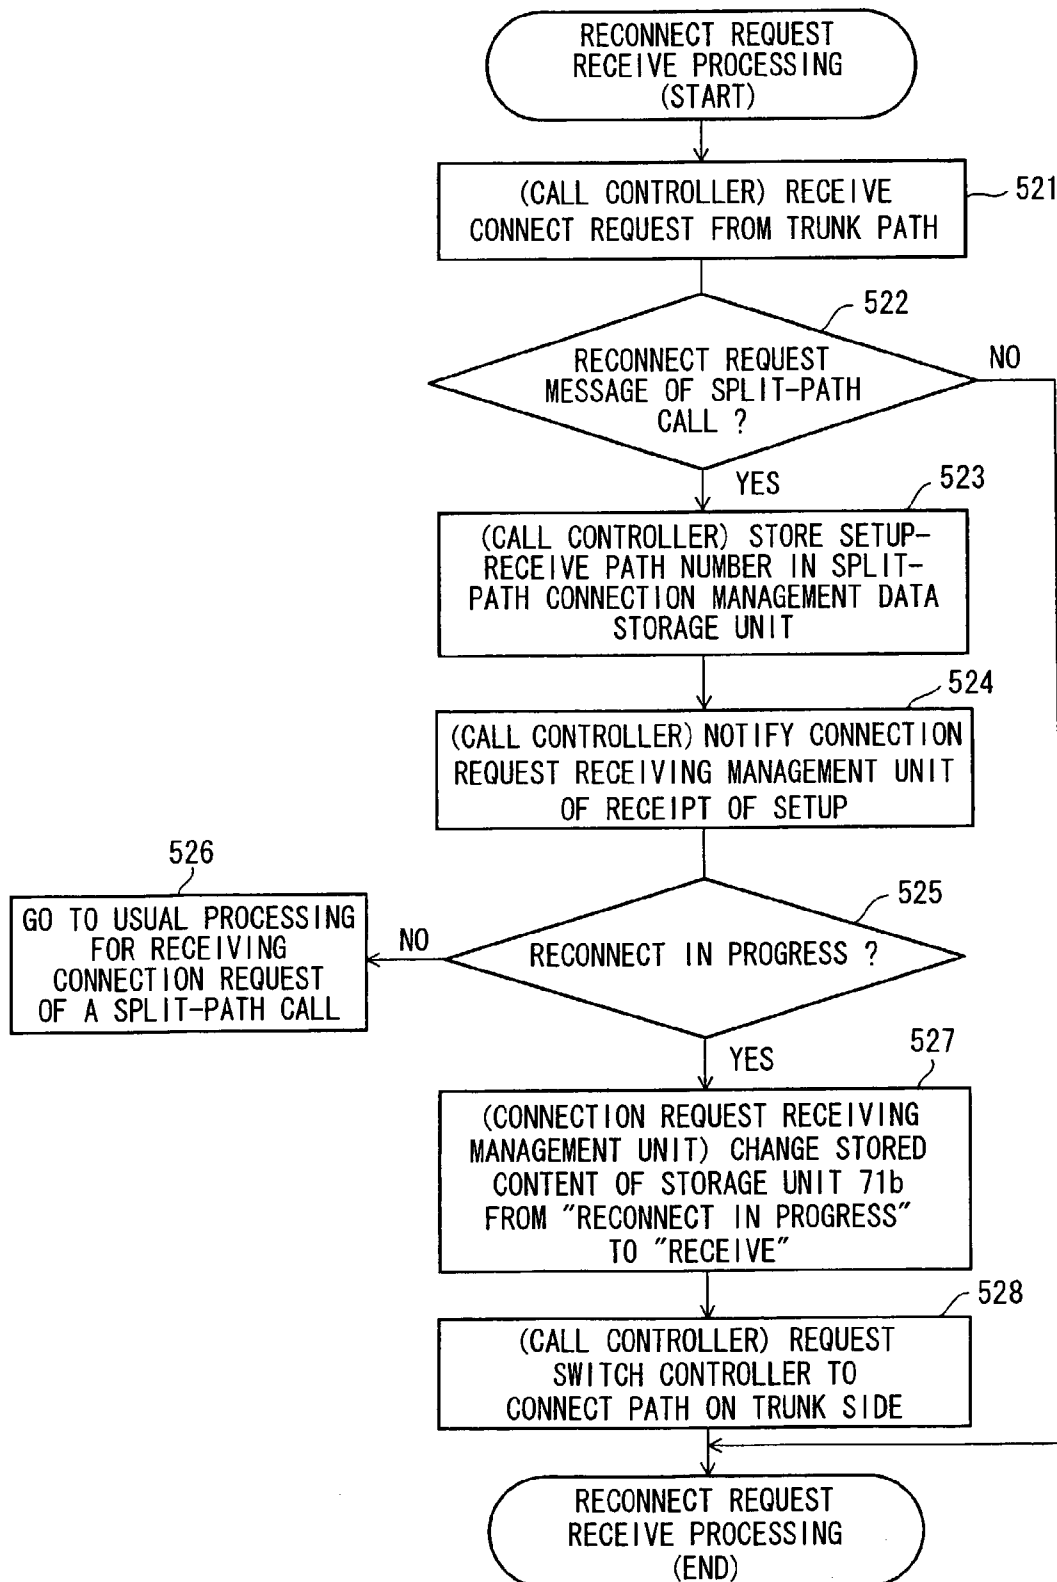 RECONNECT REQUEST
RECEIVE PROCESSING
(START)
521
(CALL CONTROLLER) RECEIVE
CONNECT REQUEST FROM TRUNK PATH
522
RECONNECT REQUEST
MESSAGE OF SPLIT-PATH
CALL ?
NO
YES
523
(CALL CONTROLLER) STORE SETUP-
RECEIVE PATH NUMBER IN SPLIT-
PATH CONNECTION MANAGEMENT DATA
STORAGE UNIT
524
(CALL CONTROLLER) NOTIFY CONNECTION
REQUEST RECEIVING MANAGEMENT UNIT
OF RECEIPT OF SETUP
525
RECONNECT IN PROGRESS ?
NO
526
GO TO USUAL PROCESSING
FOR RECEIVING
CONNECTION REQUEST
OF A SPLIT-PATH CALL
YES
527
(CONNECTION REQUEST RECEIVING
MANAGEMENT UNIT) CHANGE STORED
CONTENT OF STORAGE UNIT 71b
FROM "RECONNECT IN PROGRESS"
TO "RECEIVE"
528
(CALL CONTROLLER) REQUEST
SWITCH CONTROLLER TO
CONNECT PATH ON TRUNK SIDE
RECONNECT REQUEST
RECEIVE PROCESSING
(END)